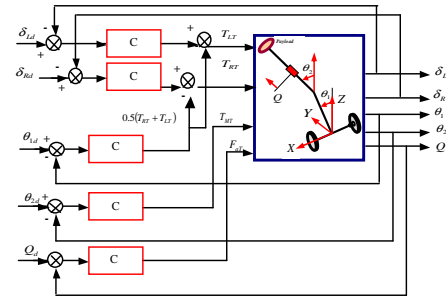 δ_Ld + - C + + T_LT δ_L
δ_Rd + - C + - T_RT δ_R
Payload θ_2 θ_1 Q Z Y X
0.5(T_RT + T_LT)
θ_1d + - C T_MT θ_1
θ_2d + - C F_aT θ_2
Q_d + - C Q